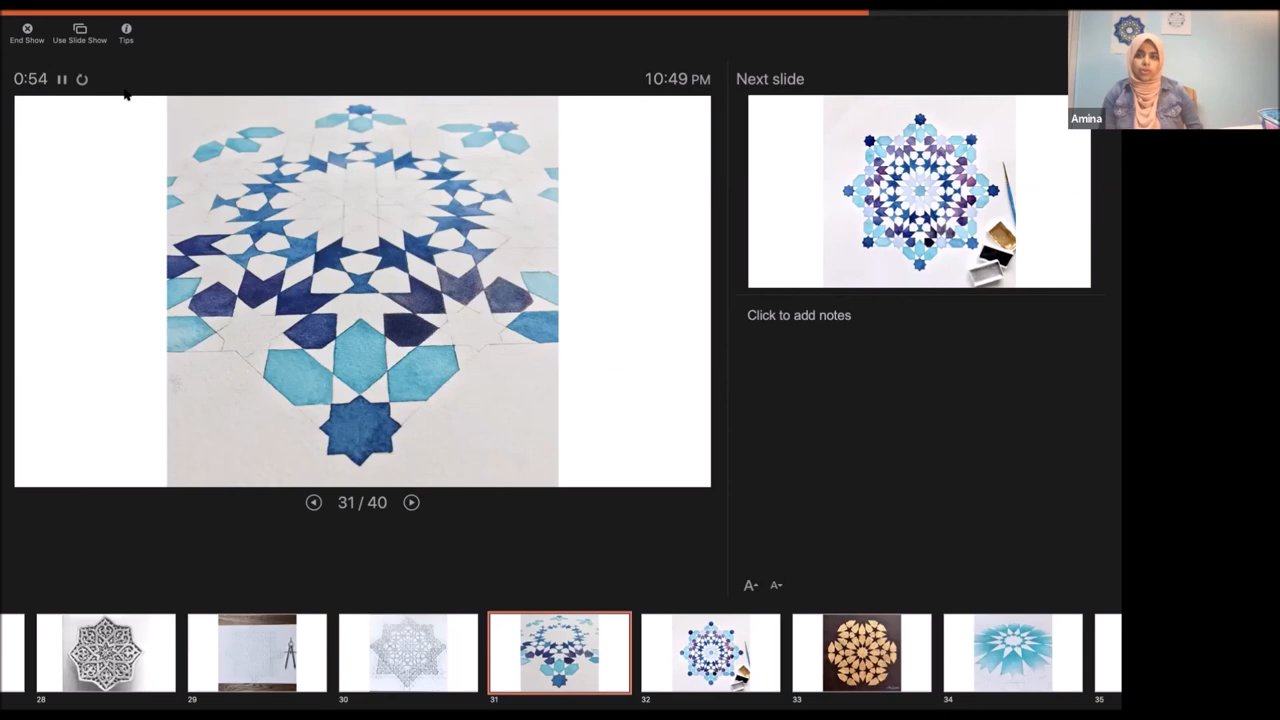 End Show Use Slide Show Tips
0:54
10:49 PM
Next slide
Amina
Click to add notes
31 / 40
A A
28 29 30 31 32 33 34 35